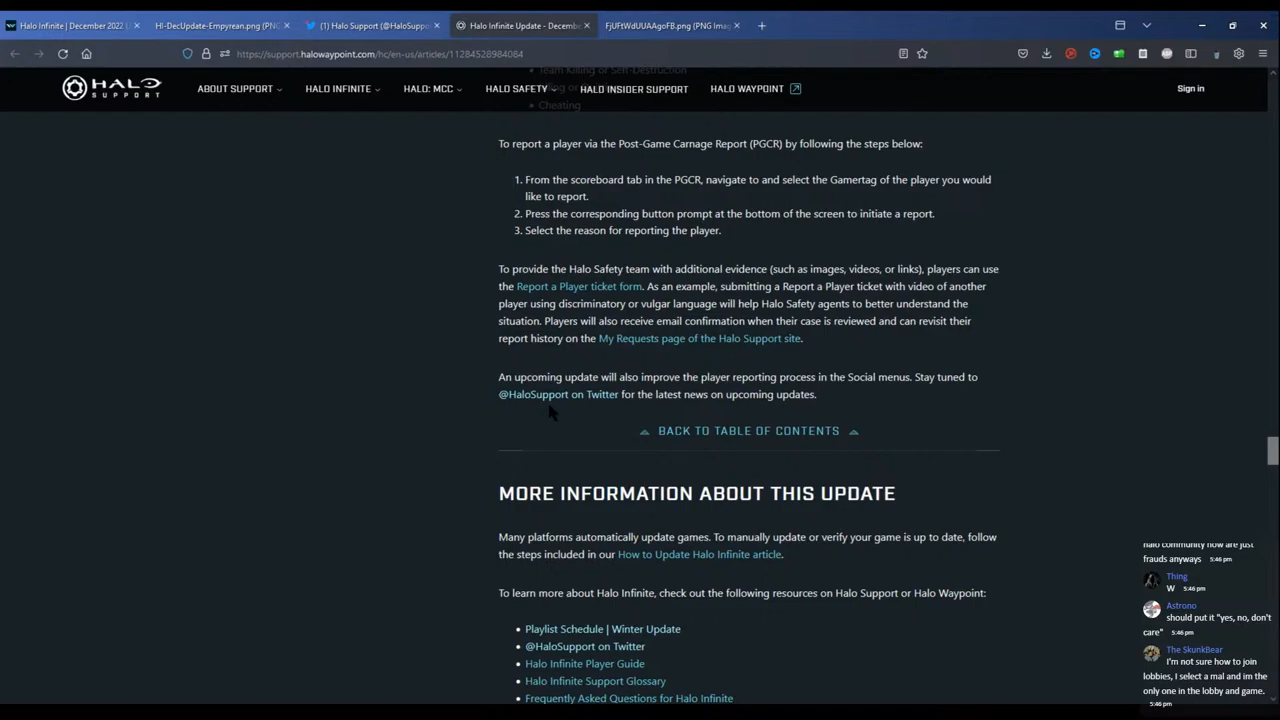 Halo Infinite | December 2022 U
HI-DecUpdate-Empyrean.png (PNG
(1) Halo Support (@HaloSuppo
Halo Infinite Update - Decembe
FjUFtWdUUAAgoFB.png (PNG Imag
https://support.halowaypoint.com/hc/en-us/articles/11284528984084
Team Killing or Self-Destruction
HALO SUPPORT
ABOUT SUPPORT
HALO INFINITE
HALO: MCC
HALO SAFETY
HALO INSIDER SUPPORT
HALO WAYPOINT
Sign in
Cheating
To report a player via the Post-Game Carnage Report (PGCR) by following the steps below:
1. From the scoreboard tab in the PGCR, navigate to and select the Gamertag of the player you would
like to report.
2. Press the corresponding button prompt at the bottom of the screen to initiate a report.
3. Select the reason for reporting the player.
To provide the Halo Safety team with additional evidence (such as images, videos, or links), players can use
the Report a Player ticket form. As an example, submitting a Report a Player ticket with video of another
player using discriminatory or vulgar language will help Halo Safety agents to better understand the
situation. Players will also receive email confirmation when their case is reviewed and can revisit their
report history on the My Requests page of the Halo Support site.
An upcoming update will also improve the player reporting process in the Social menus. Stay tuned to
@HaloSupport on Twitter for the latest news on upcoming updates.
BACK TO TABLE OF CONTENTS
MORE INFORMATION ABOUT THIS UPDATE
Many platforms automatically update games. To manually update or verify your game is up to date, follow
the steps included in our How to Update Halo Infinite article.
To learn more about Halo Infinite, check out the following resources on Halo Support or Halo Waypoint:
• Playlist Schedule | Winter Update
• @HaloSupport on Twitter
• Halo Infinite Player Guide
• Halo Infinite Support Glossary
• Frequently Asked Questions for Halo Infinite
halo community now are just
frauds anyways 5:46 pm
Thing
W 5:46 pm
Astrono
should put it "yes, no, don't
care" 5:46 pm
The SkunkBear
I'm not sure how to join
lobbies, I select a mal and im the
only one in the lobby and game.
5:46 pm